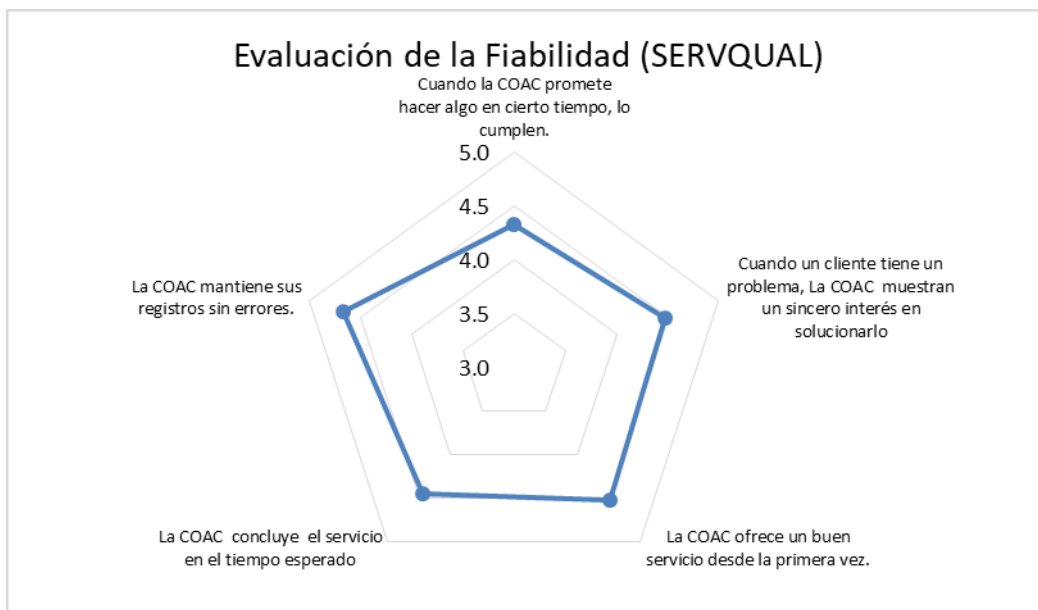 Evaluación de la Fiabilidad (SERVQUAL)
Cuando la COAC promete
hacer algo en cierto tiempo, lo
cumplen.
5.0
4.5
4.0
3.5
3.0
Cuando un cliente tiene un
problema, La COAC muestran
un sincero interés en
solucionarlo
La COAC ofrece un buen
servicio desde la primera vez.
La COAC concluye el servicio
en el tiempo esperado
La COAC mantiene sus
registros sin errores.